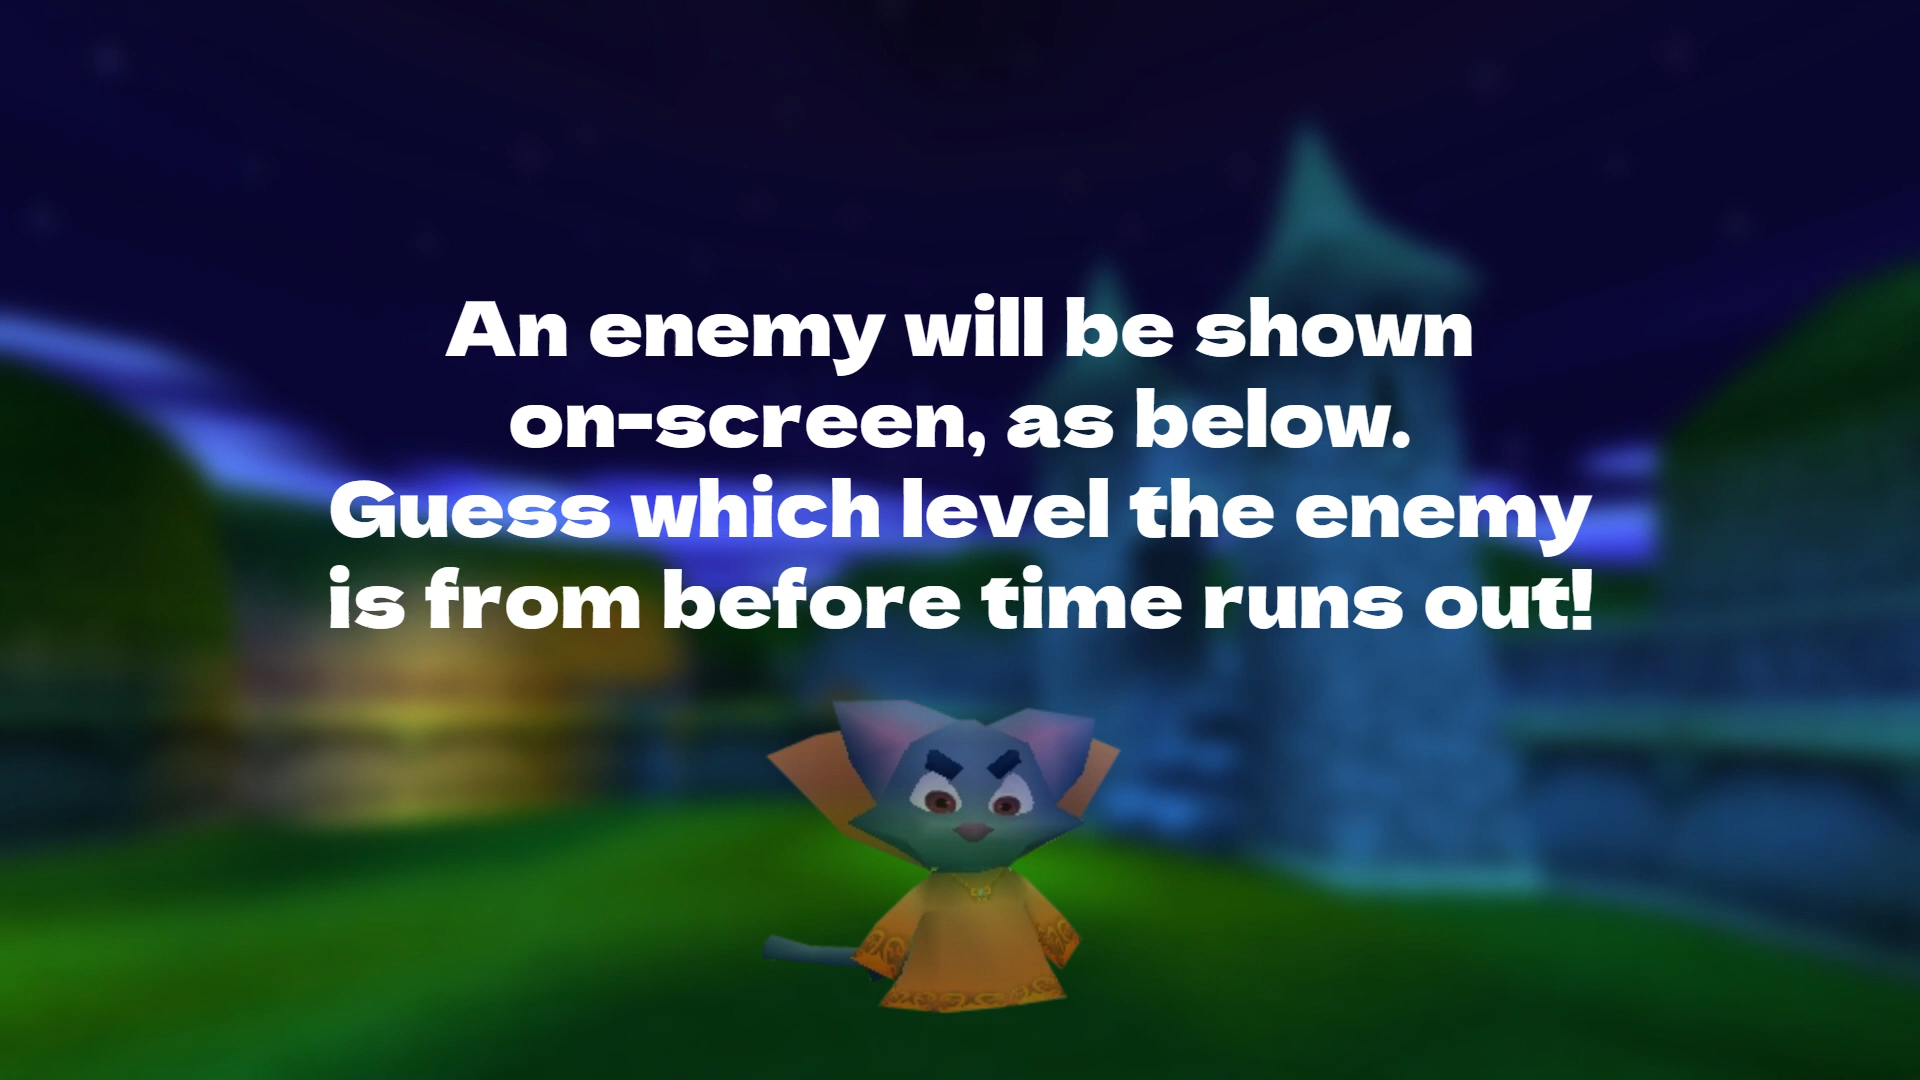 An enemy will be shown
on-screen, as below.
Guess which level the enemy
is from before time runs out!